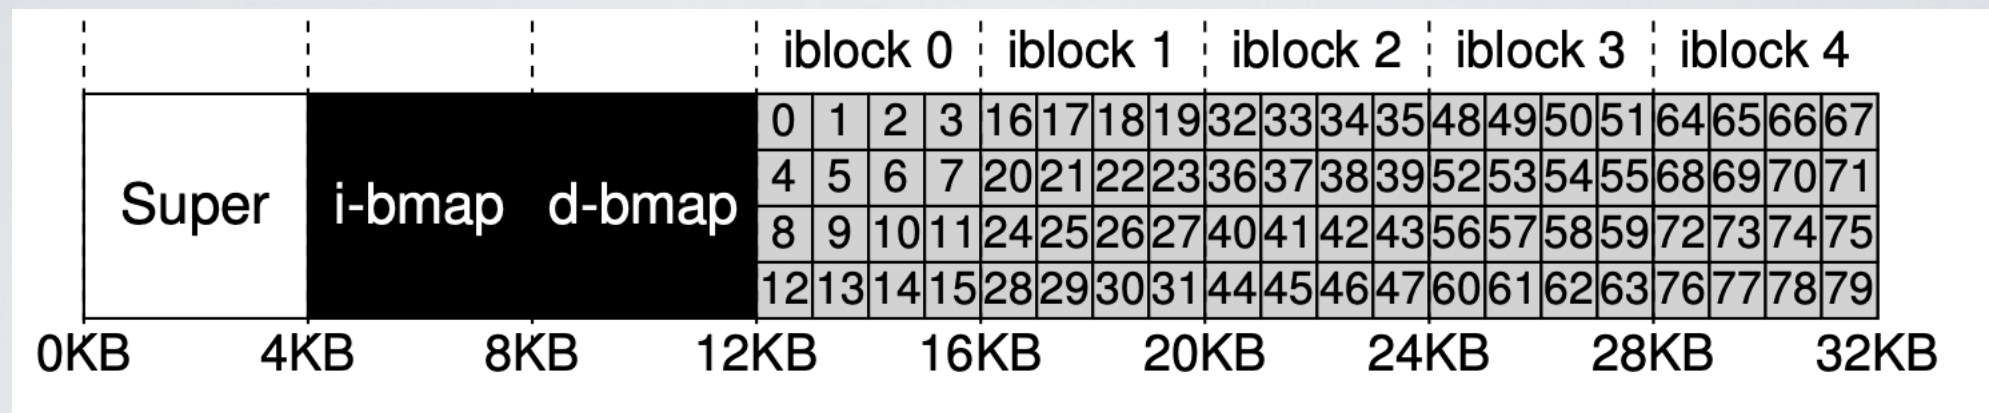 iblock 0 iblock 1 iblock 2 iblock 3 iblock 4
0 1 2 3 16 17 18 19 32 33 34 35 48 49 50 51 64 65 66 67
4 5 6 7 20 21 22 23 36 37 38 39 52 53 54 55 68 69 70 71
Super i-bmap d-bmap
8 9 10 11 24 25 26 27 40 41 42 43 56 57 58 59 72 73 74 75
12 13 14 15 28 29 30 31 44 45 46 47 60 61 62 63 76 77 78 79
0KB 4KB 8KB 12KB 16KB 20KB 24KB 28KB 32KB